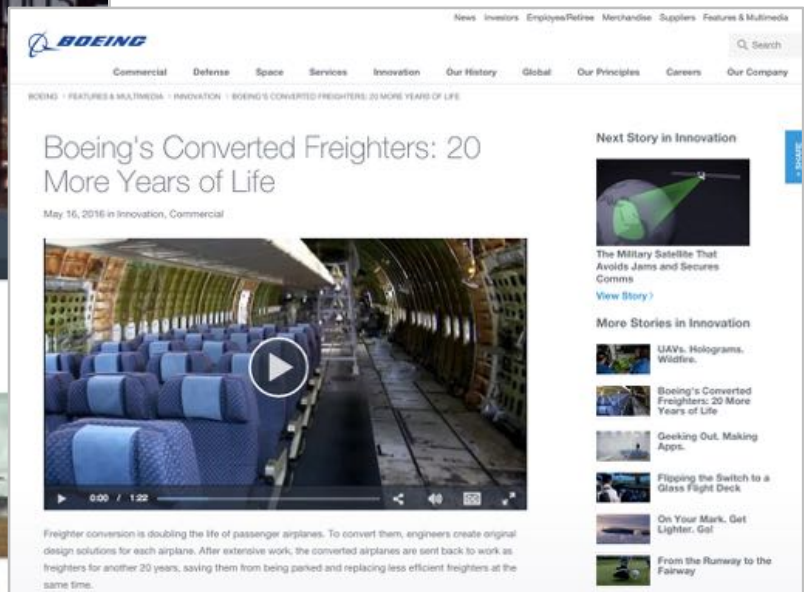 News Investors Employee/Retiree Merchandise Suppliers Features & Multimedia
BOEING
Search
Commercial Defense Space Services Innovation Our History Global Our Principles Careers Our Company
BOEING FEATURES & MULTIMEDIA INNOVATION BOEING'S CONVERTED FREIGHTERS: 20 MORE YEARS OF LIFE
Boeing's Converted Freighters: 20
More Years of Life
May 16, 2016 in Innovation, Commercial
0:00 / 1:22
Freighter conversion is doubling the life of passenger airplanes. To convert them, engineers create original
design solutions for each airplane. After extensive work, the converted airplanes are sent back to work as
freighters for another 20 years, saving them from being parked and replacing less efficient freighters at the
same time.
Next Story in Innovation
+ SHARE
The Military Satellite That
Avoids Jams and Secures
Comms
View Story >
More Stories in Innovation
UAVs. Holograms.
Wildfire.
Boeing's Converted
Freighters: 20 More
Years of Life
Geeking Out. Making
Apps.
Flipping the Switch to a
Glass Flight Deck
On Your Mark. Get
Lighter. Go!
From the Runway to the
Fairway